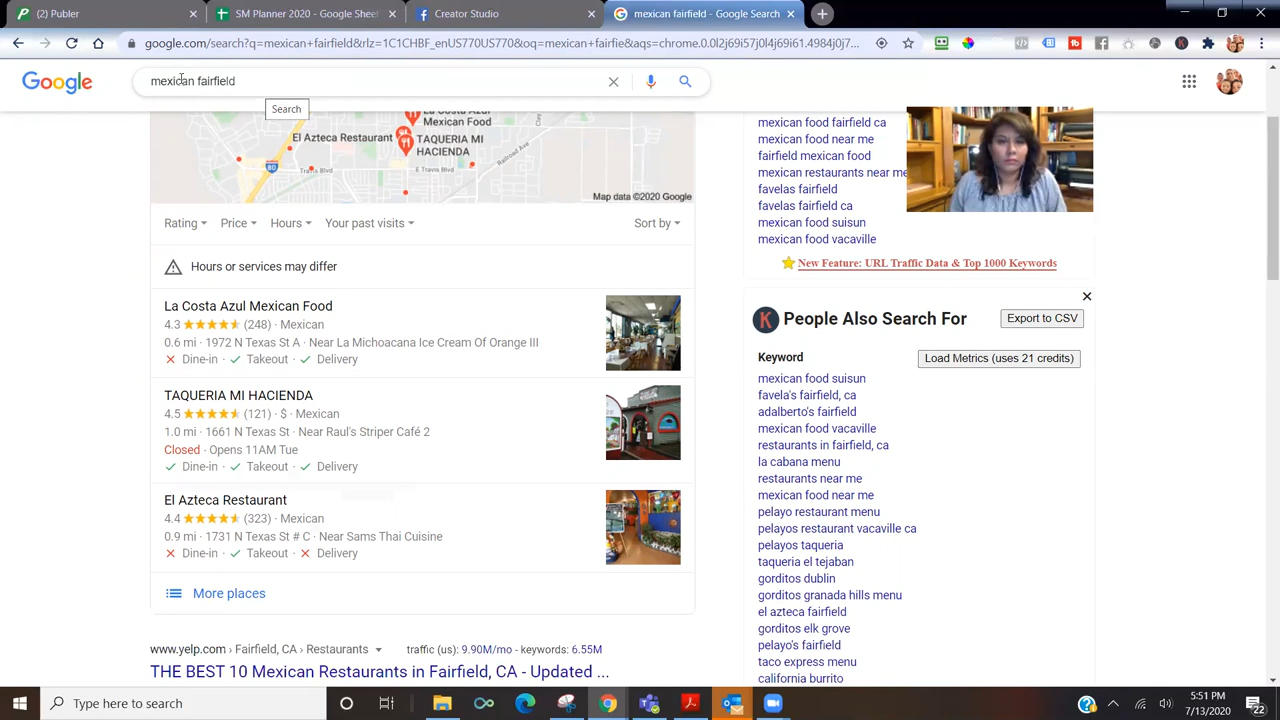 Publer
SM Planner 2020 - Google Sheet
Creator Studio
mexican fairfield - Google Search
google.com/search?q=mexican+fairfield&rlz=1C1CHBF_enUS770US770&oq=mexican+fairfie&aqs=chrome.0.0l2j69i57j0l4j69i61.4984j0j7...
Google
mexican fairfield
Search
Mexican Food
El Azteca Restaurant
TAQUERIA MI
HACIENDA
80
Travis Blvd
E Travis Blvd
Railroad Ave
Map data ©2020 Google
Rating
Price
Hours
Your past visits
Sort by
Hours or services may differ
La Costa Azul Mexican Food
4.3 (248) · Mexican
0.6 mi · 1972 N Texas St A · Near La Michoacana Ice Cream Of Orange III
Dine-in · Takeout · Delivery
TAQUERIA MI HACIENDA
4.5 (121) · $ · Mexican
1.0 mi · 1661 N Texas St · Near Raul's Striper Café 2
Closed · Opens 11AM Tue
Dine-in · Takeout · Delivery
El Azteca Restaurant
4.4 (323) · Mexican
0.9 mi · 1731 N Texas St # C · Near Sams Thai Cuisine
Dine-in · Takeout · Delivery
More places
www.yelp.com › Fairfield, CA › Restaurants
traffic (us): 9.90M/mo - keywords: 6.55M
THE BEST 10 Mexican Restaurants in Fairfield, CA - Updated ...
mexican food fairfield ca
mexican food near me
fairfield mexican food
mexican restaurants near me
favelas fairfield
favelas fairfield ca
mexican food suisun
mexican food vacaville
New Feature: URL Traffic Data & Top 1000 Keywords
K People Also Search For
Export to CSV
Keyword
Load Metrics (uses 21 credits)
mexican food suisun
favela's fairfield, ca
adalberto's fairfield
mexican food vacaville
restaurants in fairfield, ca
la cabana menu
restaurants near me
mexican food near me
pelayo restaurant menu
pelayos restaurant vacaville ca
pelayos taqueria
taqueria el tejaban
gorditos dublin
gorditos granada hills menu
el azteca fairfield
gorditos elk grove
pelayo's fairfield
taco express menu
california burrito
Type here to search
5:51 PM
7/13/2020
22